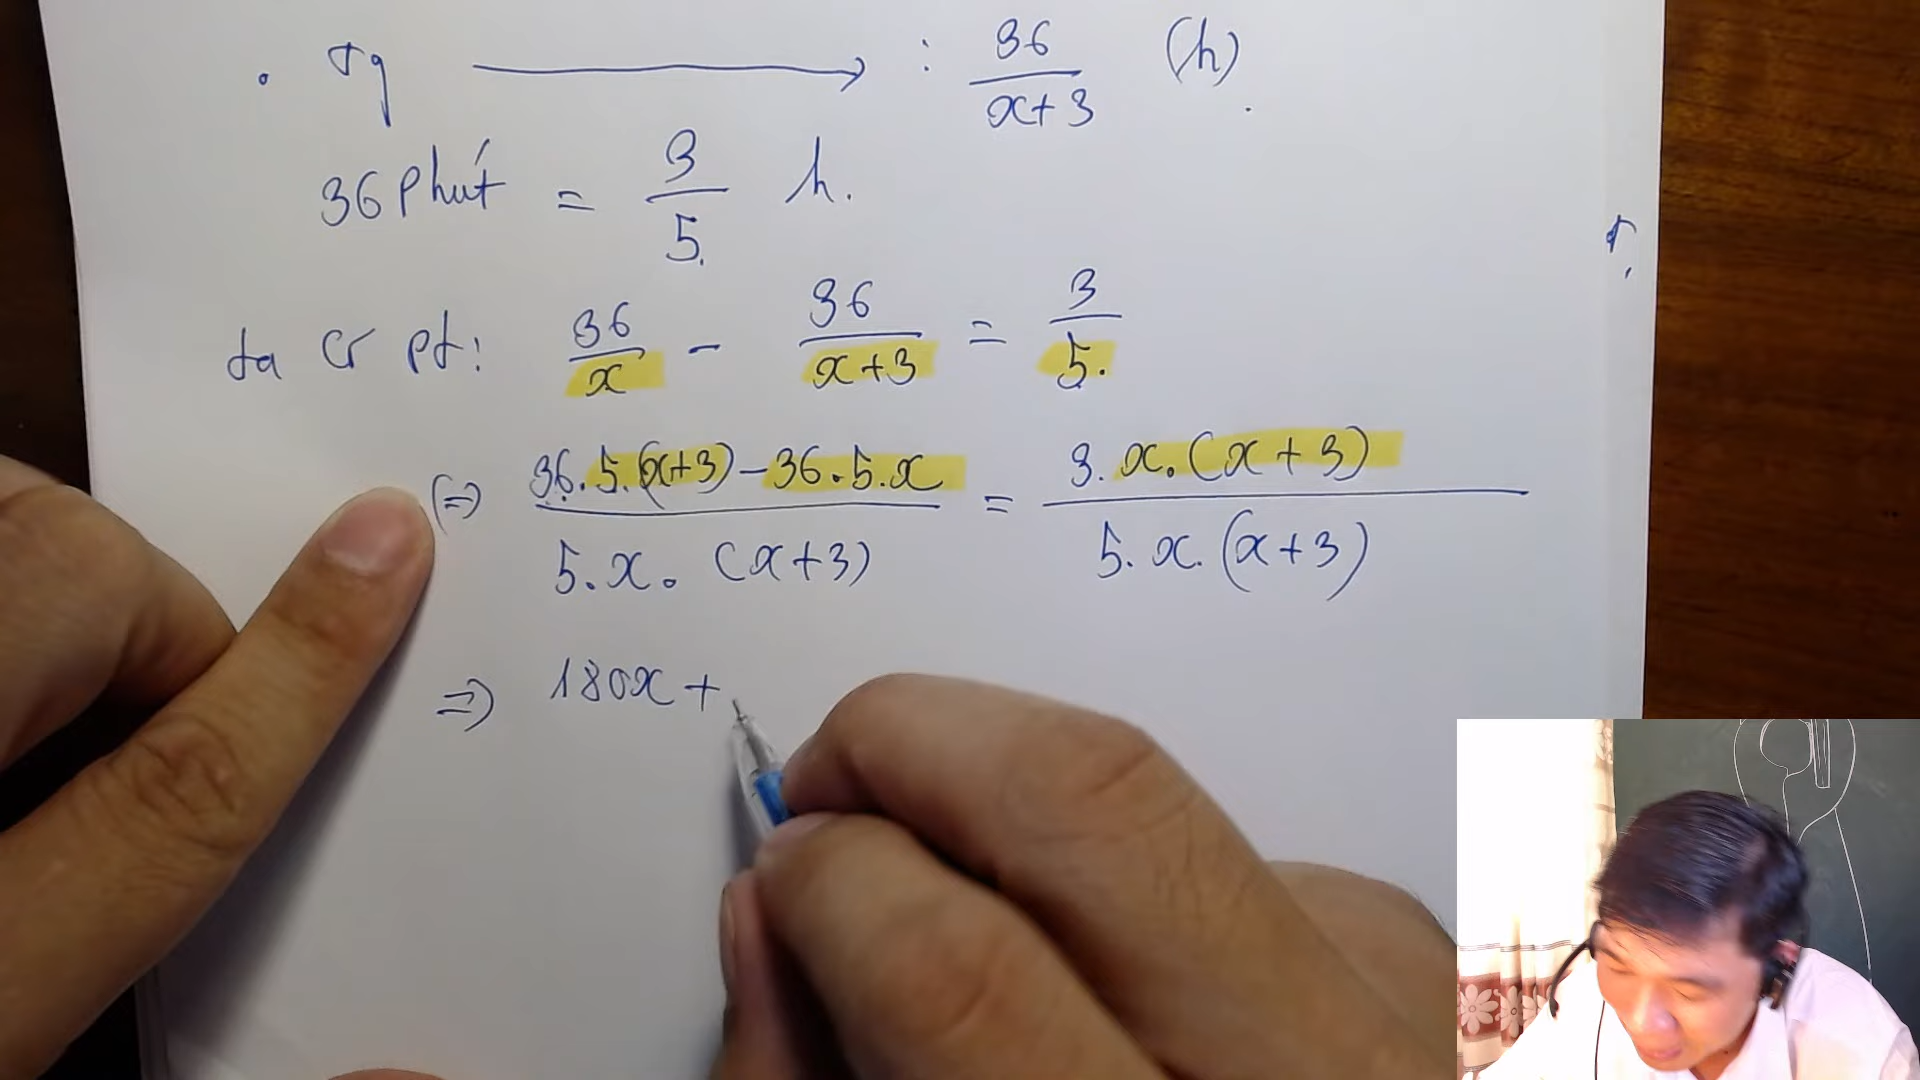 . tg ⟶ : 36/(x+3) (h).
36 phút = 3/5 h.
ta có pt: 36/x - 36/(x+3) = 3/5.
(=) (36.5.(x+3) - 36.5.x)/(5.x.(x+3)) = (3.x.(x+3))/(5.x.(x+3))
=) 180x +